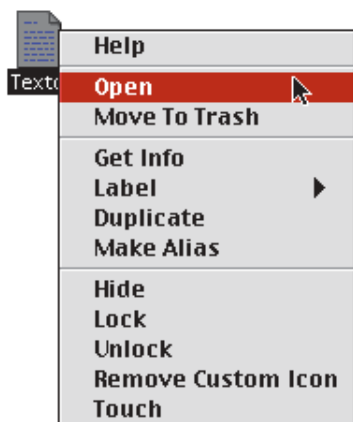 Texto
Help
Open
Move To Trash
Get Info
Label
Duplicate
Make Alias
Hide
Lock
Unlock
Remove Custom Icon
Touch